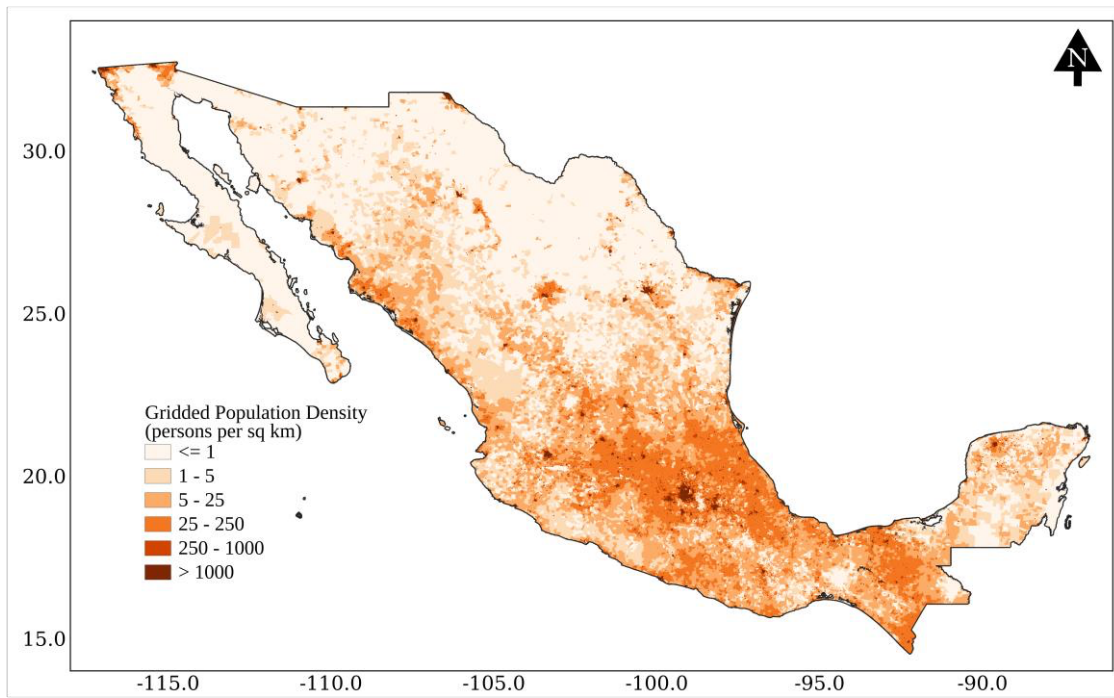 N
30.0
25.0
20.0
15.0
Gridded Population Density
(persons per sq km)
<= 1
1 - 5
5 - 25
25 - 250
250 - 1000
> 1000
-115.0 -110.0 -105.0 -100.0 -95.0 -90.0